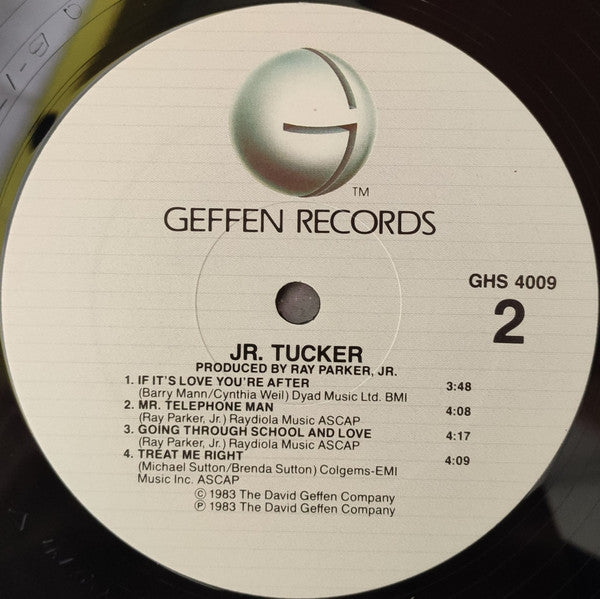 TM
GEFFEN RECORDS
GHS 4009
2
JR. TUCKER
PRODUCED BY RAY PARKER, JR.
1. IF IT'S LOVE YOU'RE AFTER 3:48
(Barry Mann/Cynthia Weil) Dyad Music Ltd. BMI
2. MR. TELEPHONE MAN 4:08
(Ray Parker, Jr.) Raydiola Music ASCAP
3. GOING THROUGH SCHOOL AND LOVE 4:17
(Ray Parker, Jr.) Raydiola Music ASCAP
4. TREAT ME RIGHT 4:09
(Michael Sutton/Brenda Sutton) Colgems-EMI
Music Inc. ASCAP
© 1983 The David Geffen Company
℗ 1983 The David Geffen Company